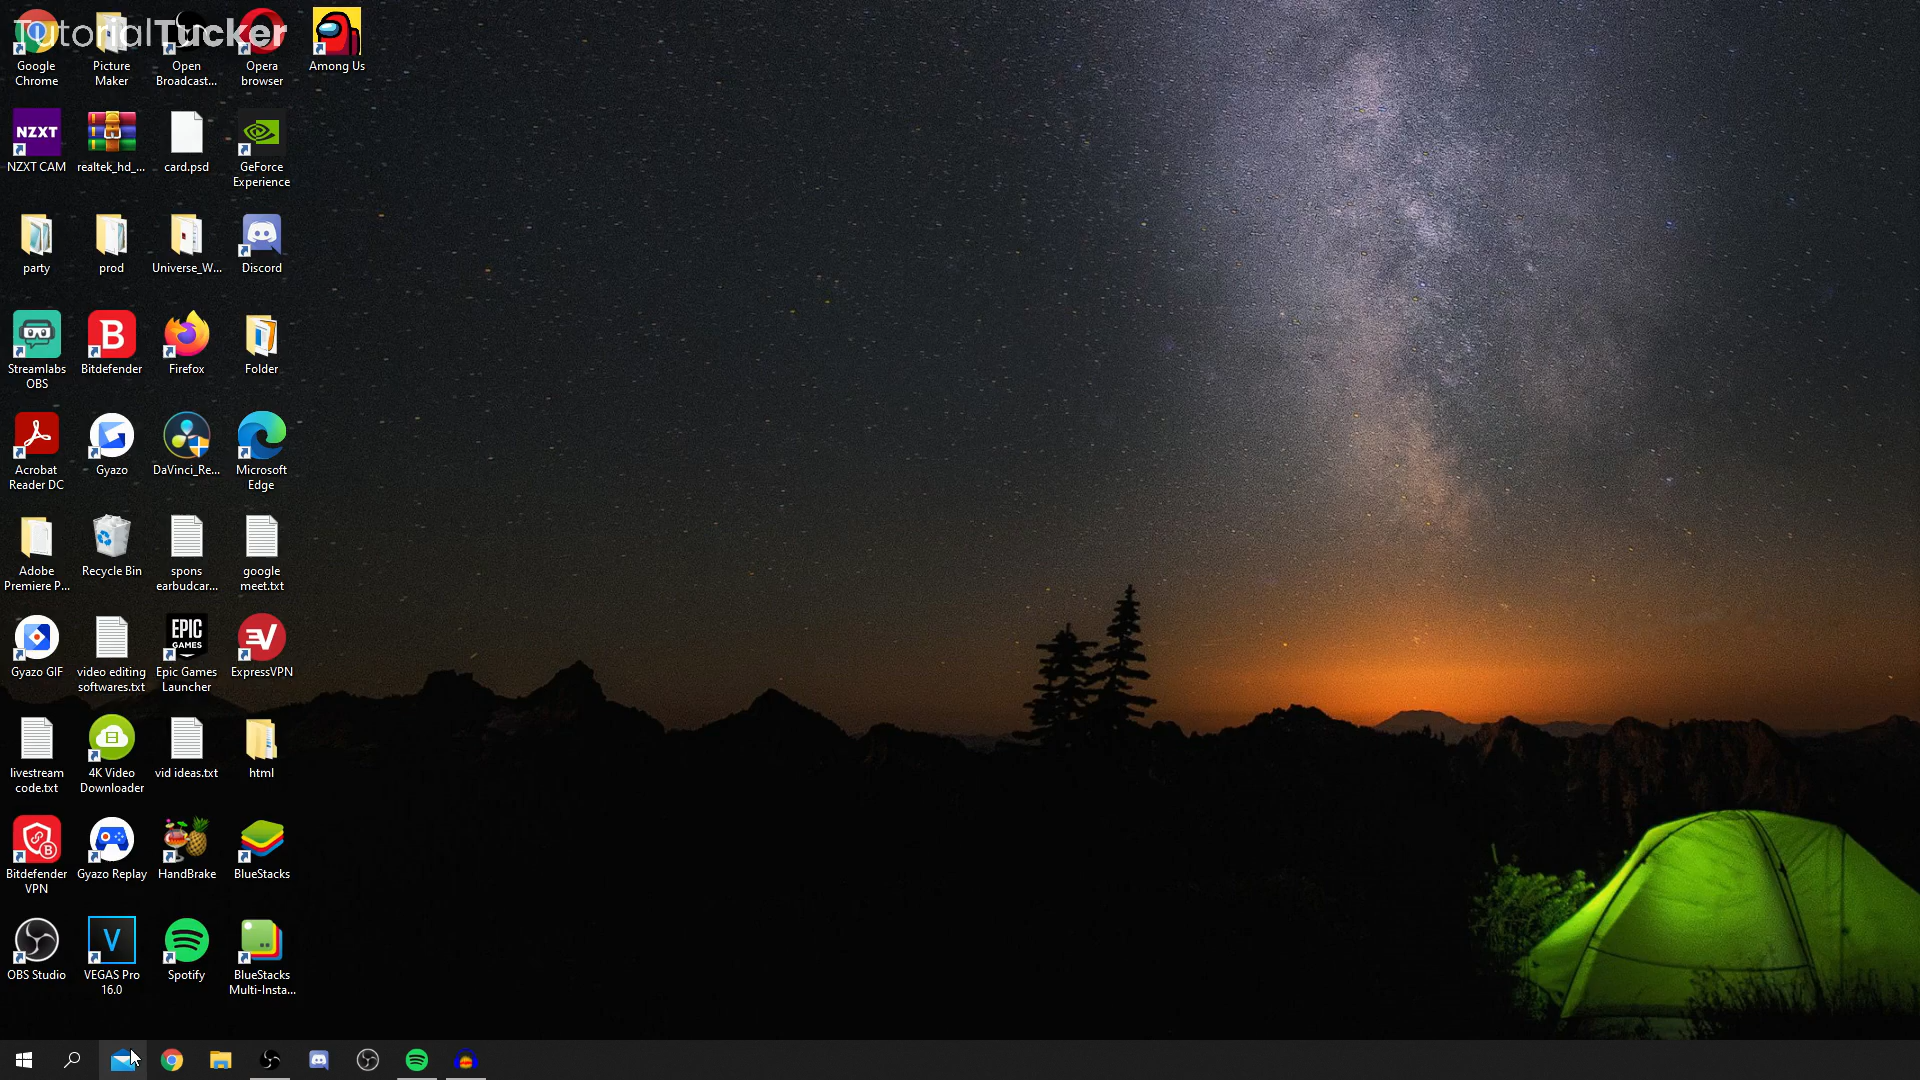 TutorialTucker
Google
Chrome
Picture
Maker
Open
Broadcast...
Opera
browser
Among Us
NZXT
NZXT CAM
realtek_hd_...
card.psd
GeForce
Experience
party
prod
Universe_W...
Discord
Streamlabs
OBS
B
Bitdefender
Firefox
Folder
Acrobat
Reader DC
Gyazo
DaVinci_Re...
Microsoft
Edge
Adobe
Premiere P...
Recycle Bin
spons
earbudcar...
google
meet.txt
Gyazo GIF
video editing
softwares.txt
EPIC
GAMES
Epic Games
Launcher
ExpressVPN
livestream
code.txt
4K Video
Downloader
vid ideas.txt
html
B
Bitdefender
VPN
Gyazo Replay
HandBrake
BlueStacks
OBS Studio
V
VEGAS Pro
16.0
Spotify
BlueStacks
Multi-Insta...